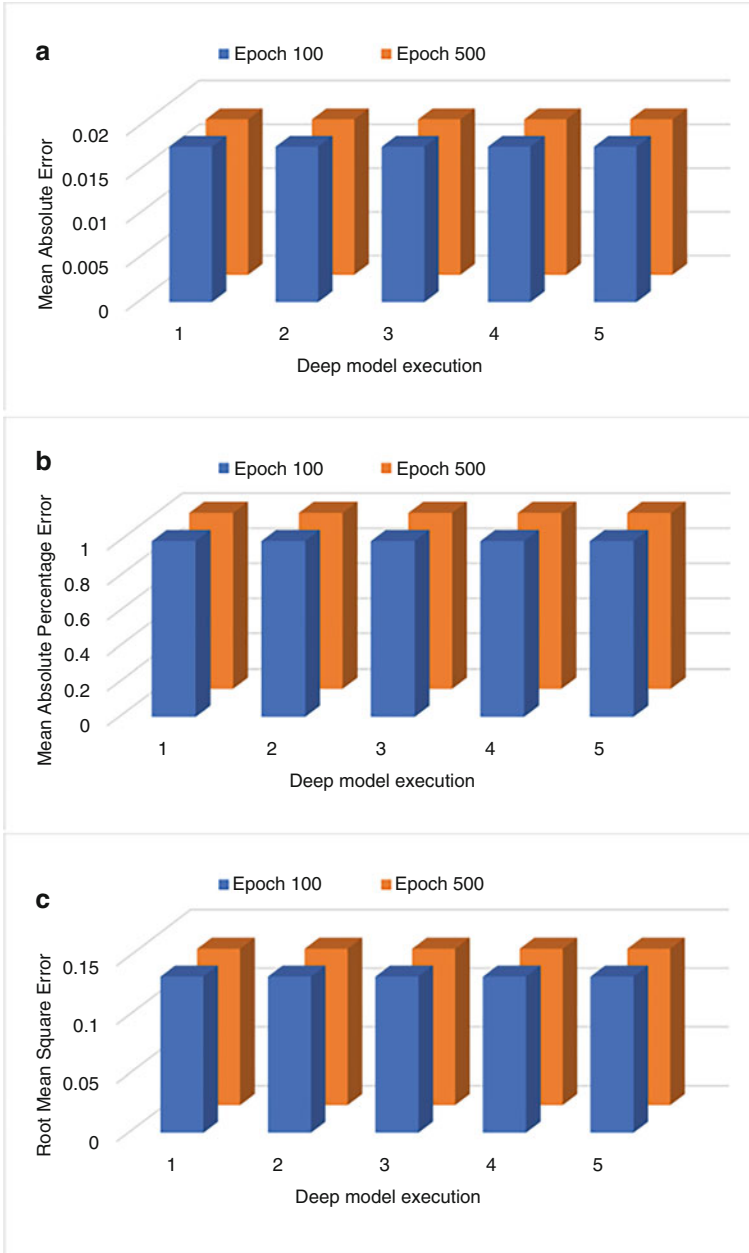 a
Epoch 100 Epoch 500
Mean Absolute Error
0.02
0.015
0.01
0.005
0
1 2 3 4 5
Deep model execution
b
Epoch 100 Epoch 500
Mean Absolute Percentage Error
1
0.8
0.6
0.4
0.2
0
1 2 3 4 5
Deep model execution
c
Epoch 100 Epoch 500
Root Mean Square Error
0.15
0.1
0.05
0
1 2 3 4 5
Deep model execution